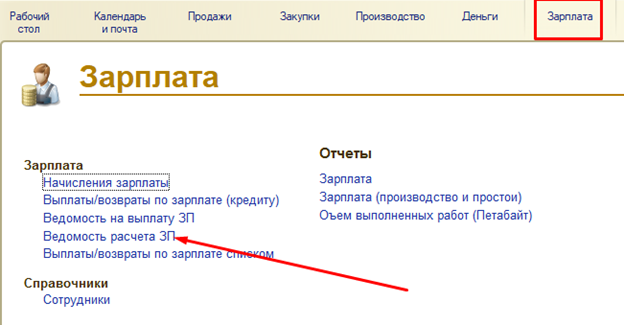 Рабочий стол
Календарь и почта
Продажи
Закупки
Производство
Деньги
Зарплата
Зарплата
Зарплата
Начисления зарплаты
Выплаты/возвраты по зарплате (кредиту)
Ведомость на выплату ЗП
Ведомость расчета ЗП
Выплаты/возвраты по зарплате списком
Справочники
Сотрудники
Отчеты
Зарплата
Зарплата (производство и простои)
Оъем выполненных работ (Петабайт)